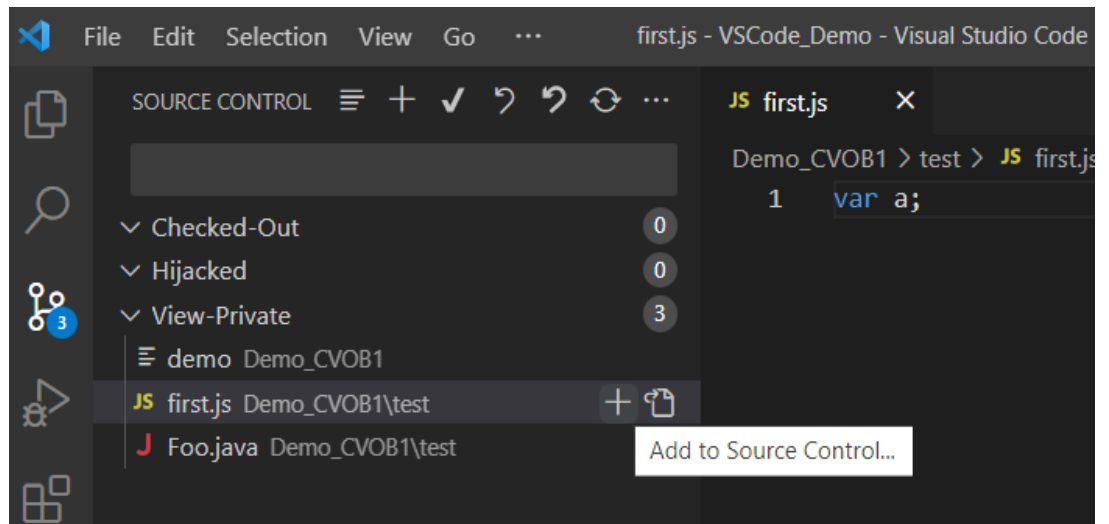 File Edit Selection View Go ··· first.js - VSCode_Demo - Visual Studio Code
SOURCE CONTROL
JS first.js
Demo_CVOB1 > test > JS first.js
1 var a;
Checked-Out 0
Hijacked 0
3
View-Private 3
demo Demo_CVOB1
JS first.js Demo_CVOB1\test
J Foo.java Demo_CVOB1\test
Add to Source Control...